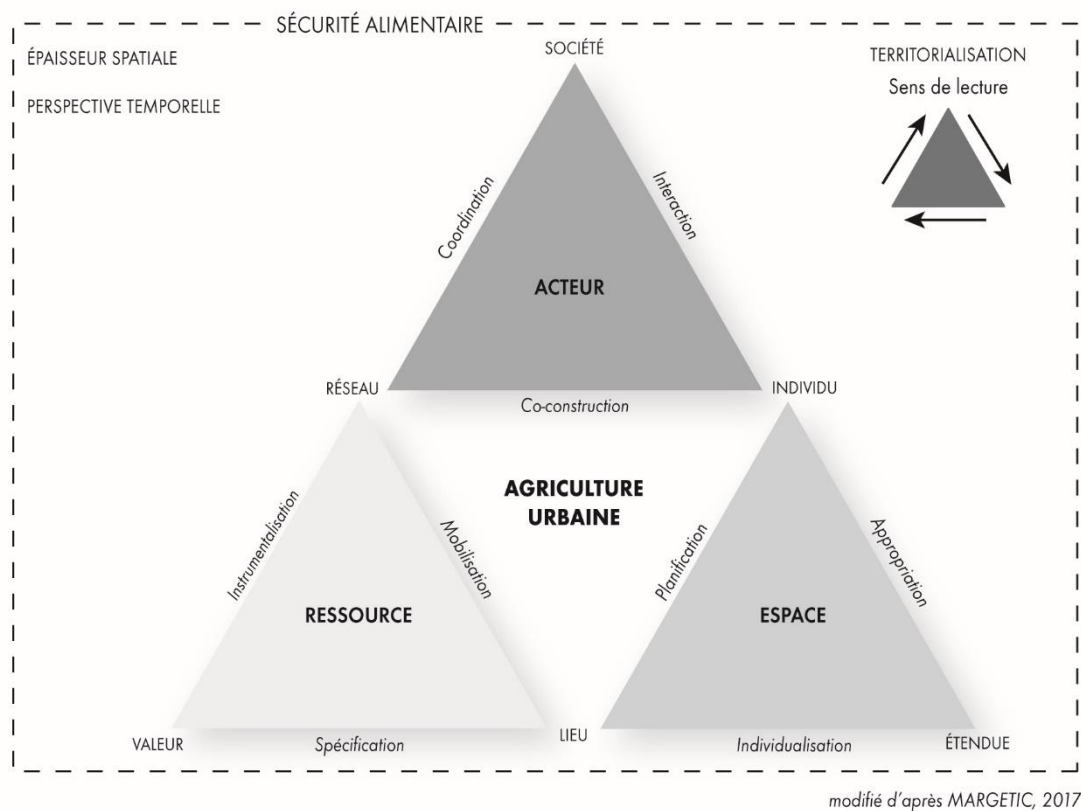 SÉCURITÉ ALIMENTAIRE
ÉPAISSEUR SPATIALE
PERSPECTIVE TEMPORELLE
SOCIÉTÉ
TERRITORIALISATION
Sens de lecture
Coordination
Interaction
ACTEUR
RÉSEAU
INDIVIDU
Co-construction
AGRICULTURE
URBAINE
Instrumentalisation
Mobilisation
Planification
Appropriation
RESSOURCE
ESPACE
VALEUR
Spécification
LIEU
Individualisation
ÉTENDUE
modifié d'après MARGETIC, 2017